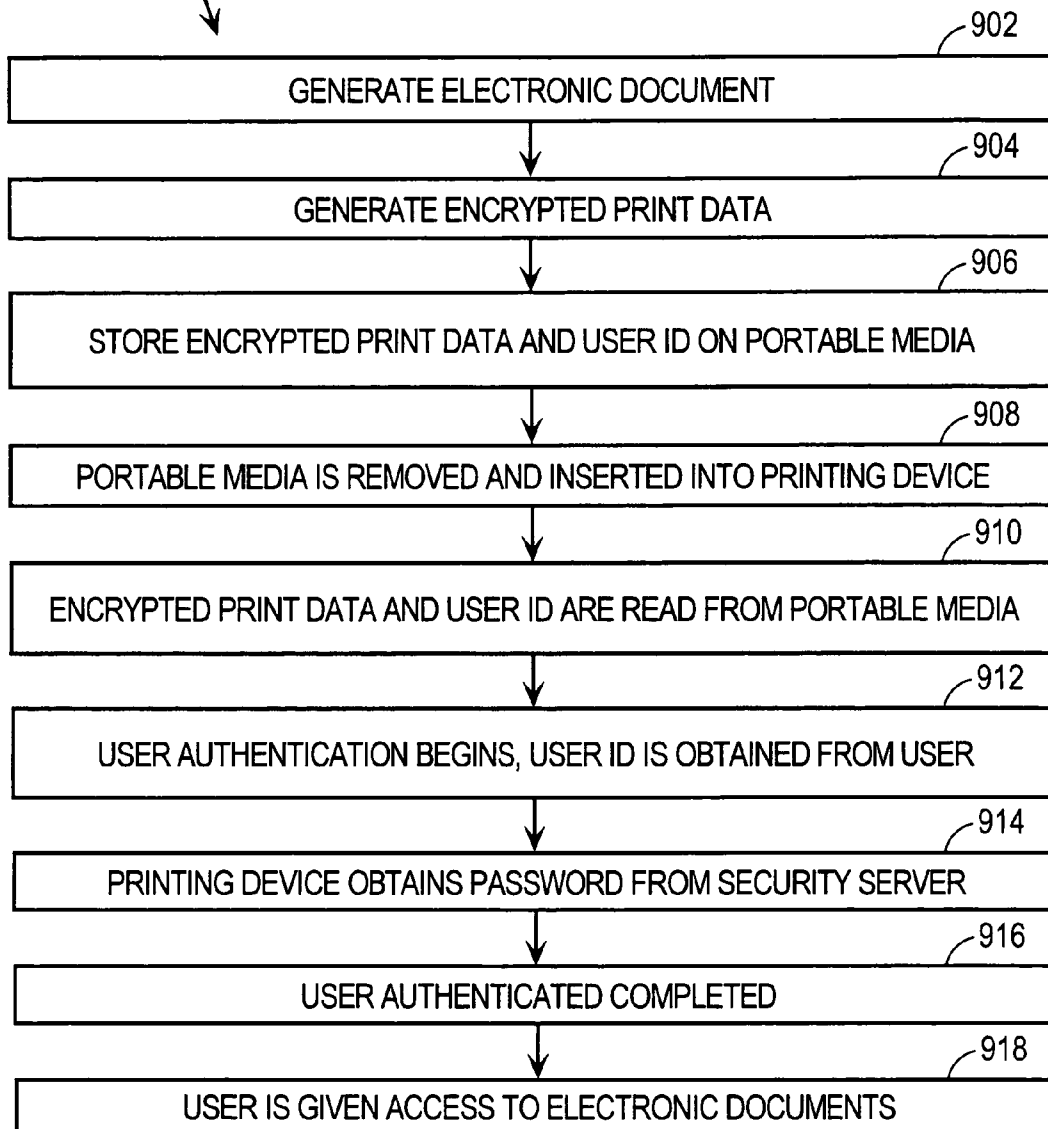 902
GENERATE ELECTRONIC DOCUMENT
904
GENERATE ENCRYPTED PRINT DATA
906
STORE ENCRYPTED PRINT DATA AND USER ID ON PORTABLE MEDIA
908
PORTABLE MEDIA IS REMOVED AND INSERTED INTO PRINTING DEVICE
910
ENCRYPTED PRINT DATA AND USER ID ARE READ FROM PORTABLE MEDIA
912
USER AUTHENTICATION BEGINS, USER ID IS OBTAINED FROM USER
914
PRINTING DEVICE OBTAINS PASSWORD FROM SECURITY SERVER
916
USER AUTHENTICATED COMPLETED
918
USER IS GIVEN ACCESS TO ELECTRONIC DOCUMENTS